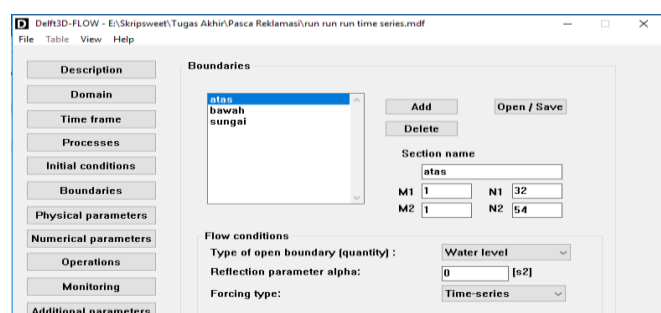 Delft3D-FLOW - E:\Skripsweet\Tugas Akhir\Pasca Reklamasi\run run run time series.mdf
File Table View Help
Description
Domain
Time frame
Processes
Initial conditions
Boundaries
Physical parameters
Numerical parameters
Operations
Monitoring
Additional parameters
Boundaries
atas
bawah
sungai
Add Open / Save
Delete
Section name
atas
M1 1 N1 32
M2 1 N2 54
Flow conditions
Type of open boundary (quantity) : Water level
Reflection parameter alpha: 0 [s2]
Forcing type: Time-series